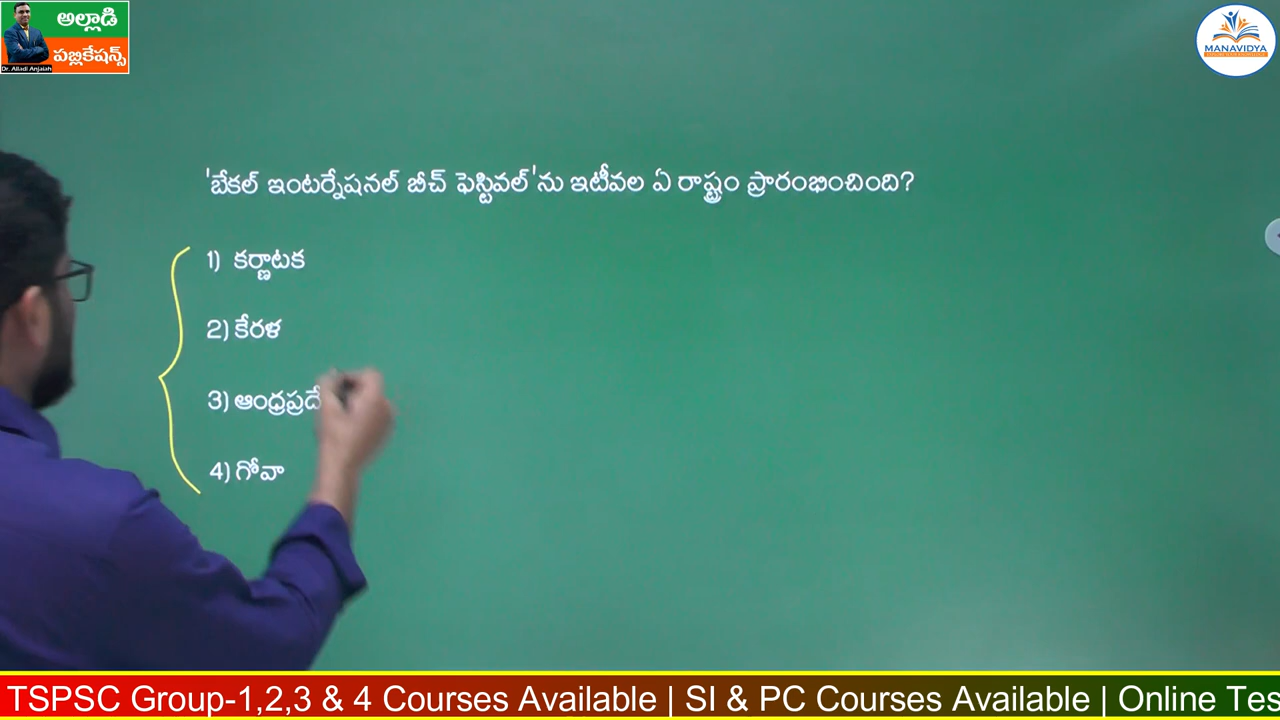 అల్లాడి
పబ్లికేషన్స్
Dr. Alladi Anjaiah
MANAVIDYA
'బేకల్ ఇంటర్నేషనల్ బీచ్ ఫెస్టివల్'ను ఇటీవల ఏ రాష్ట్రం ప్రారంభించింది?
1) కర్ణాటక
2) కేరళ
3) ఆంధ్రప్రదే
4) గోవా
TSPSC Group-1,2,3 & 4 Courses Available | SI & PC Courses Available | Online Tes